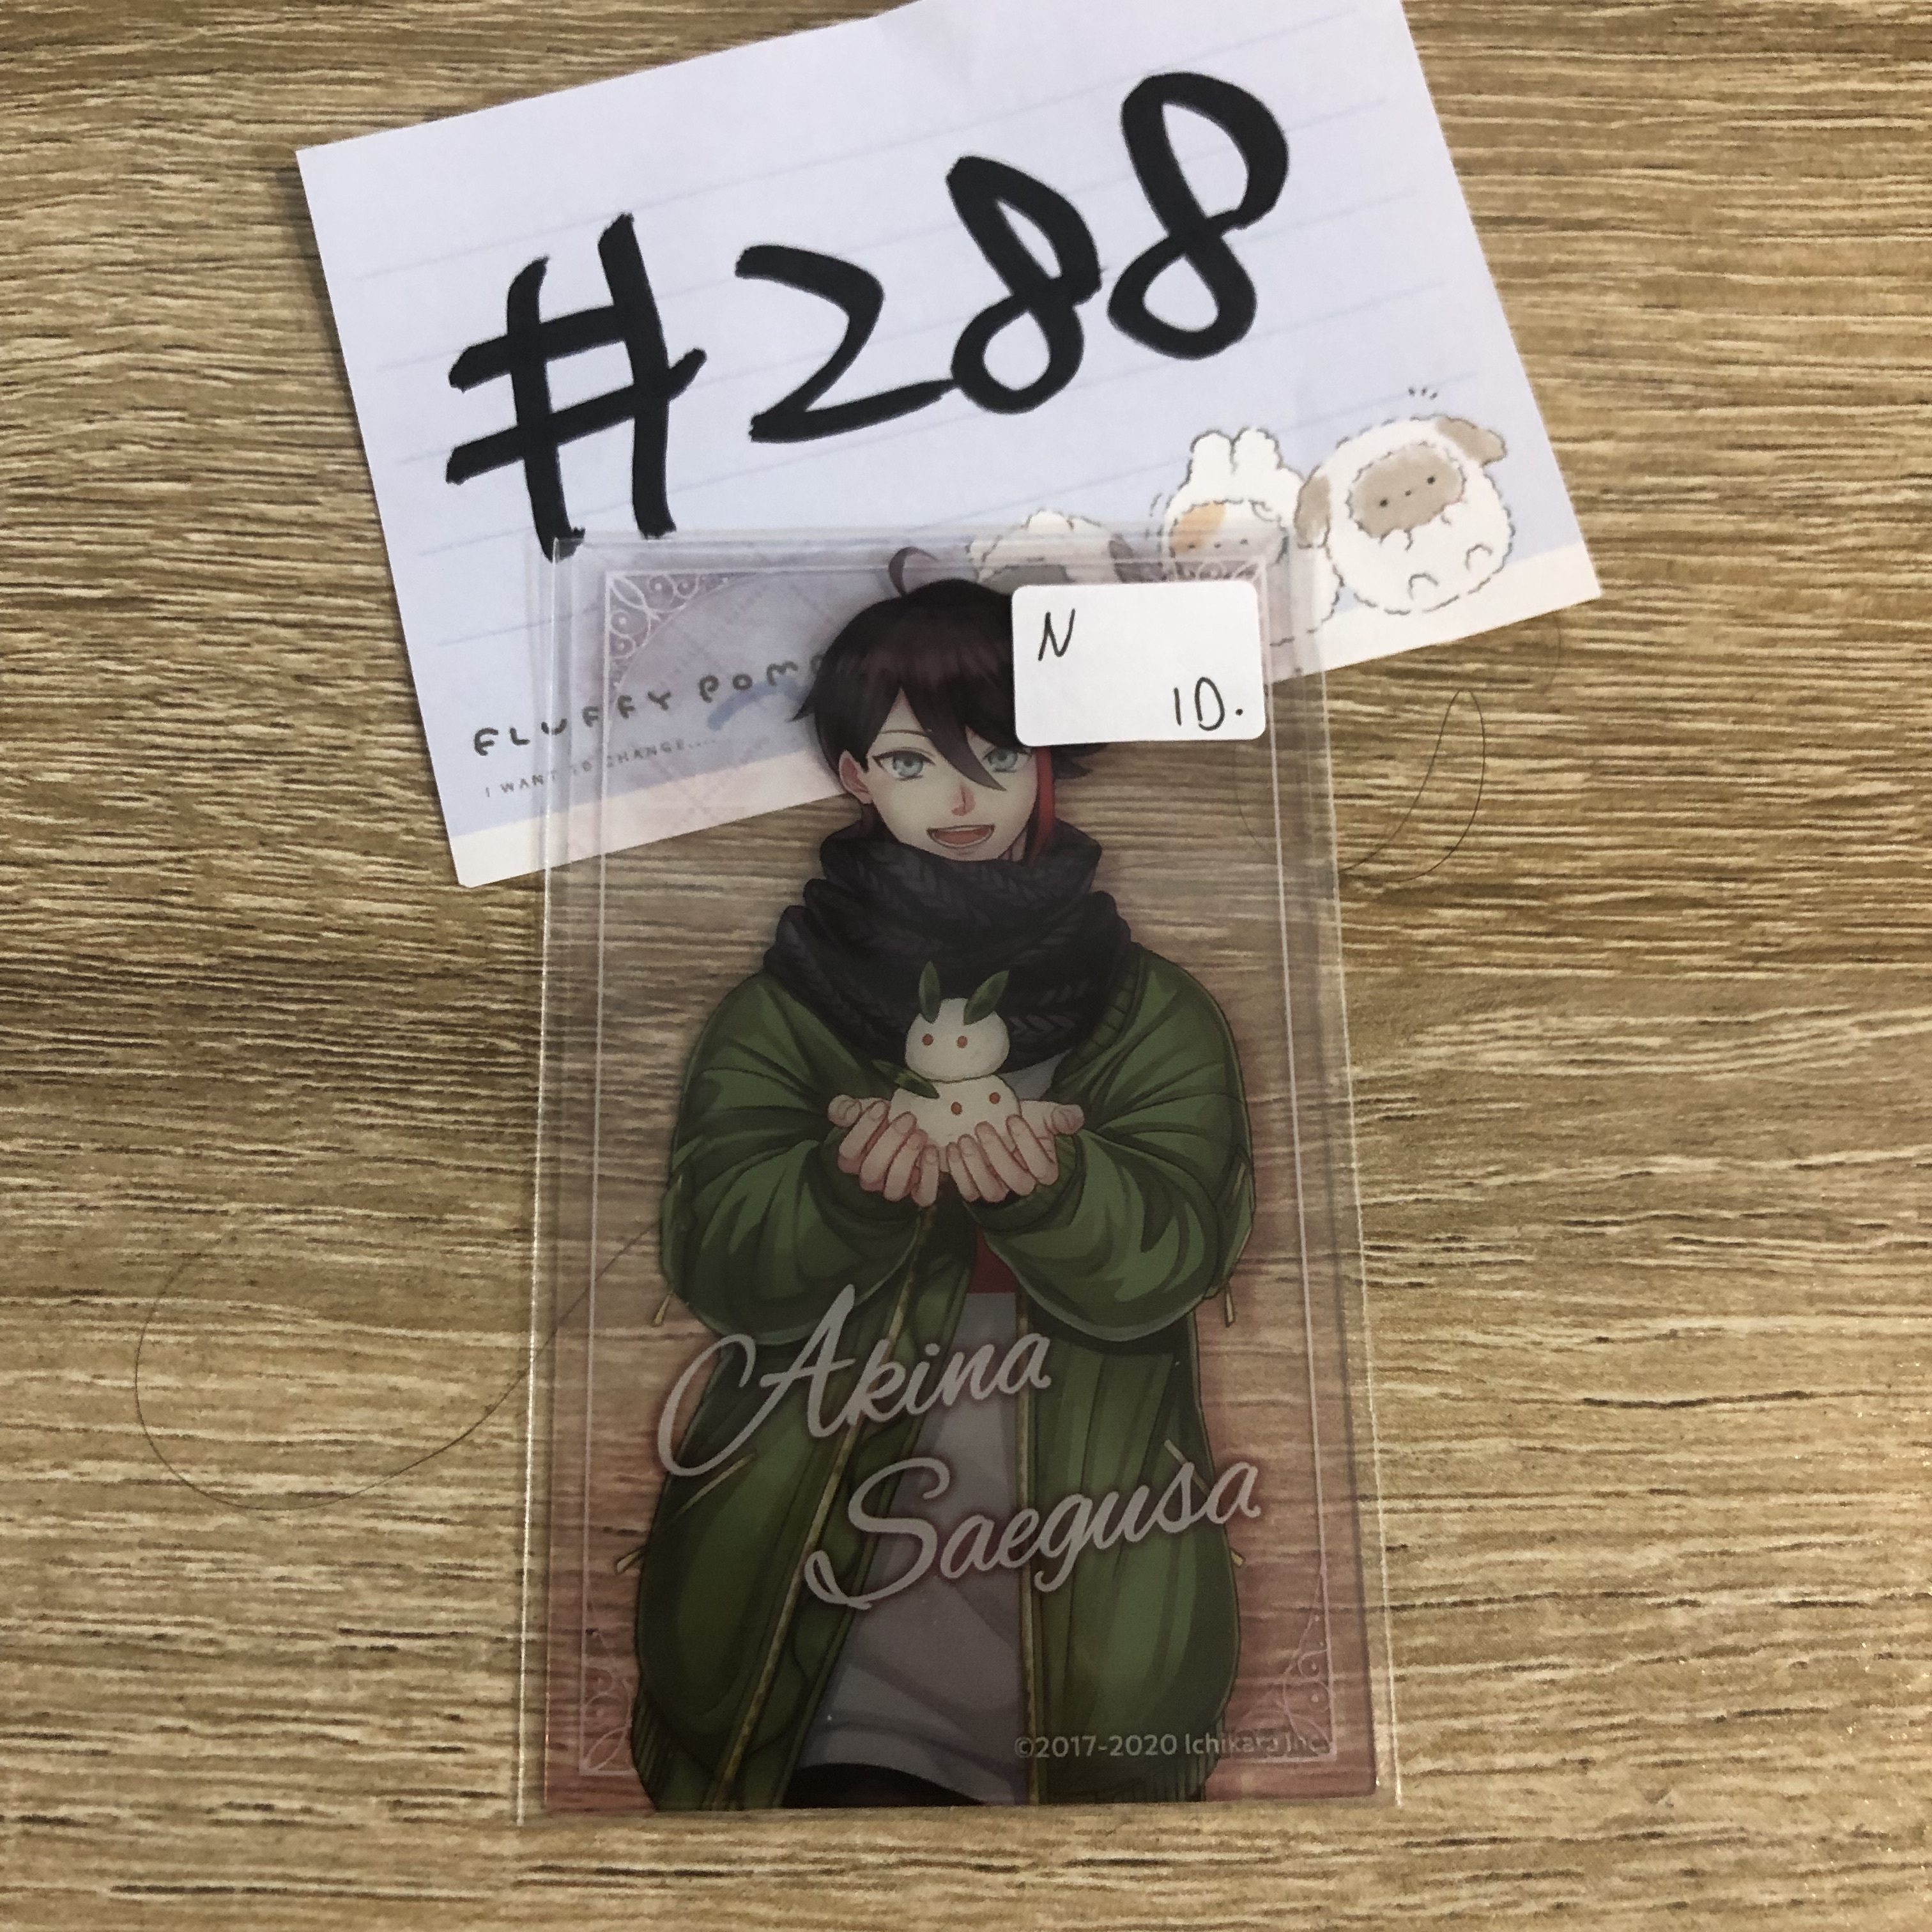 #288
FLUFFY POM
I WANT TO CHANGE....
N
10.
Akina
Saegusa
©2017-2020 Ichikara Inc.